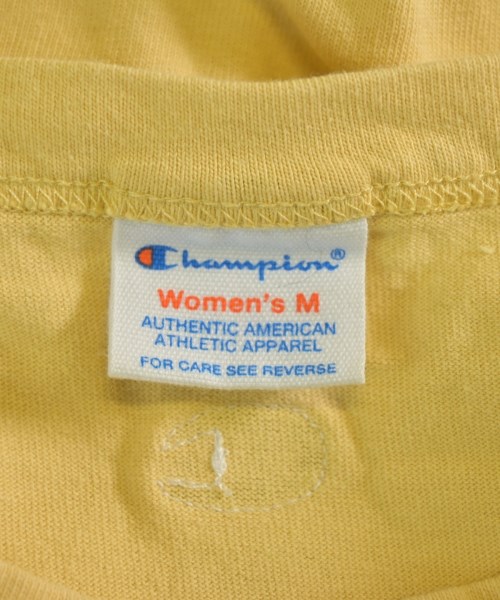 Champion®
Women's M
AUTHENTIC AMERICAN
ATHLETIC APPAREL
FOR CARE SEE REVERSE